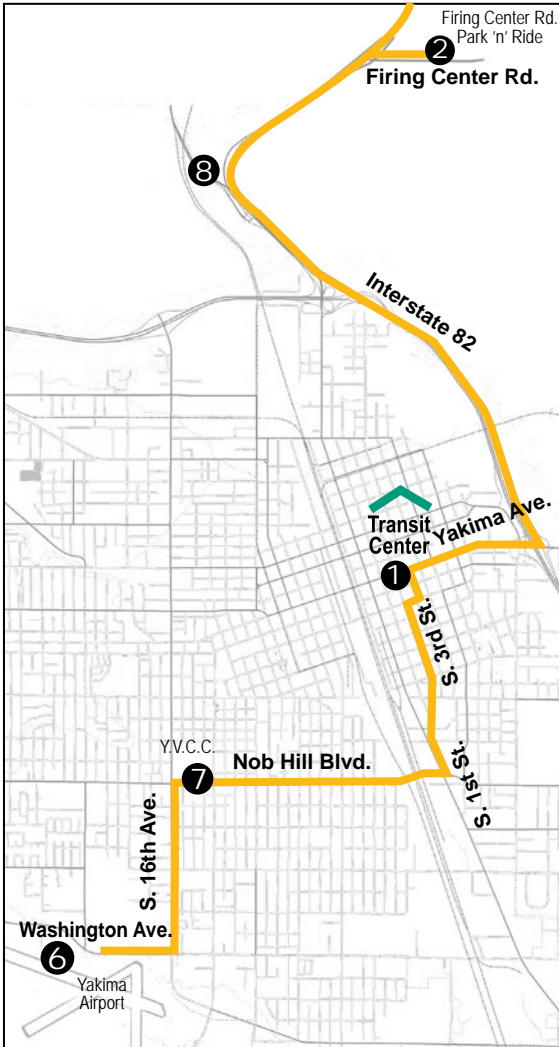 Firing Center Rd.
Park 'n' Ride
2
Firing Center Rd.
8
Interstate 82
Transit
Center
Yakima Ave.
1
S. 3rd St.
S. 1st St.
Y.V.C.C.
7
Nob Hill Blvd.
S. 16th Ave.
Washington Ave.
6
Yakima
Airport